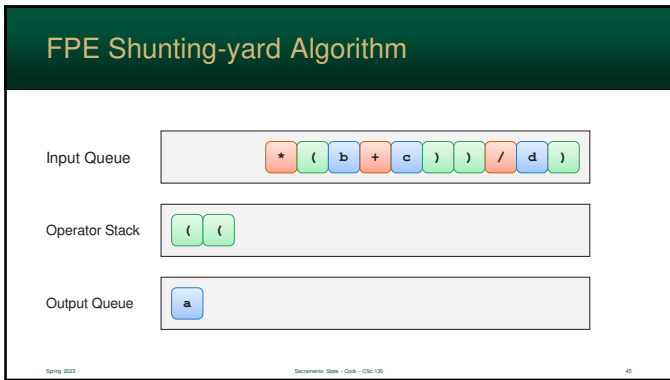 FPE Shunting-yard Algorithm
Input Queue * ( b + c ) ) / d )
Operator Stack ( (
Output Queue a
Spring 2023 Sacramento State - Cook - CSc 130 45